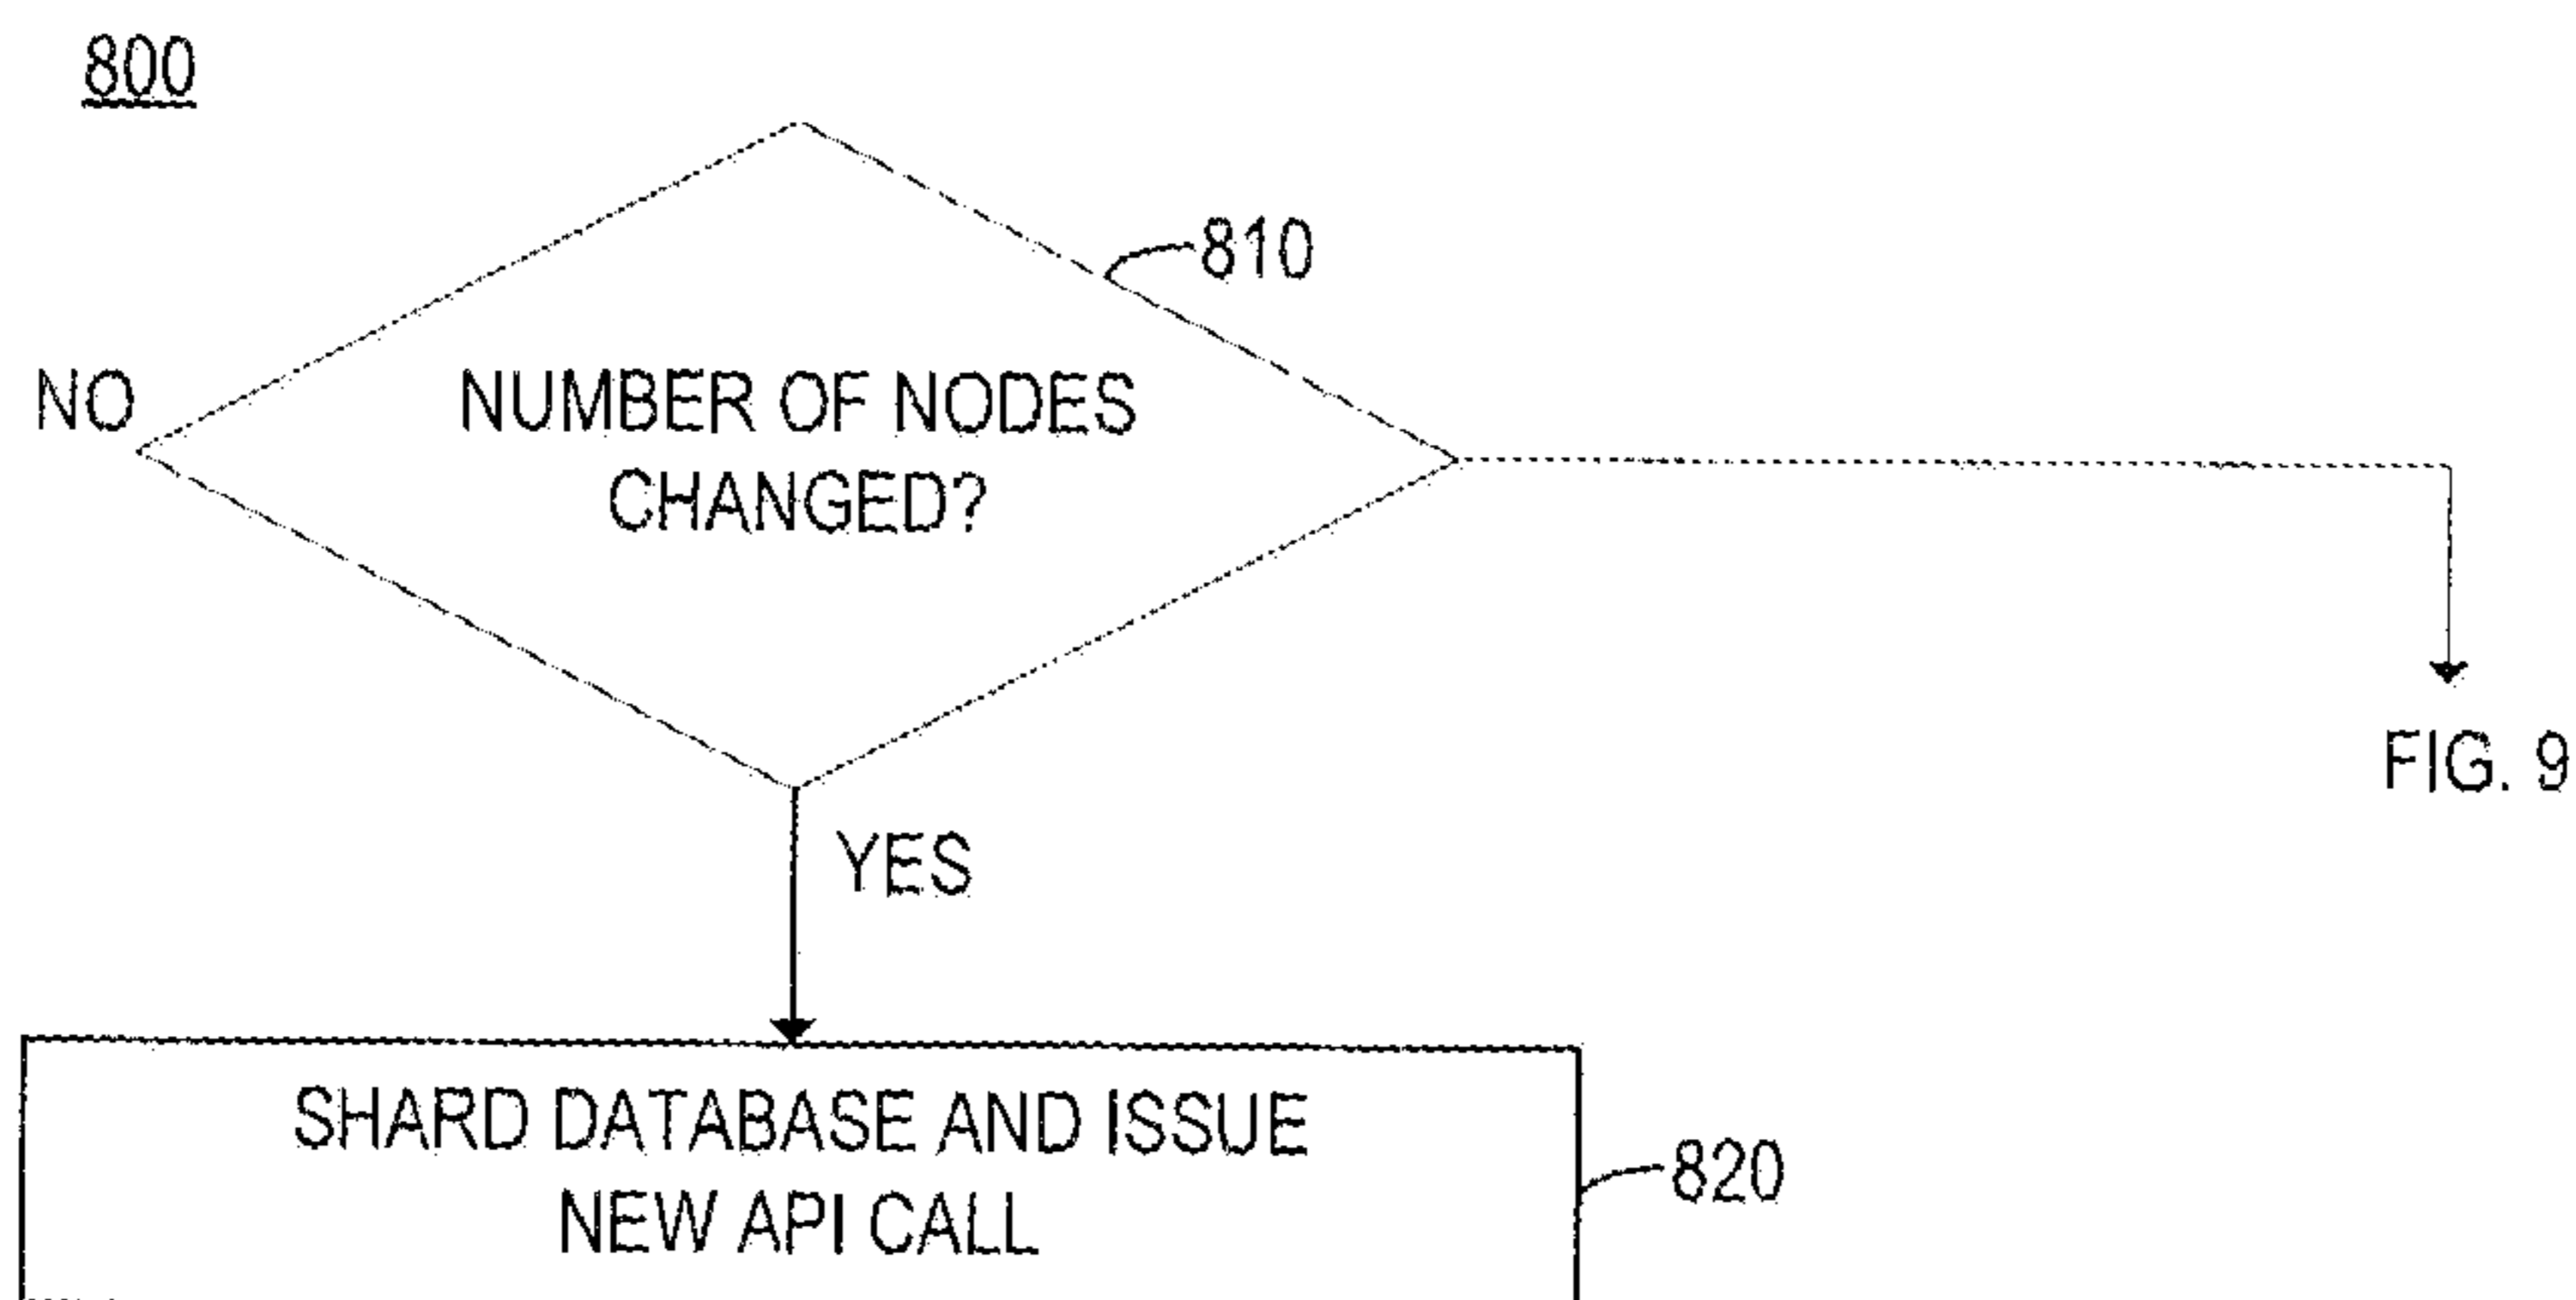 800
810
NO
NUMBER OF NODES
CHANGED?
FIG. 9
YES
SHARD DATABASE AND ISSUE
NEW API CALL
820